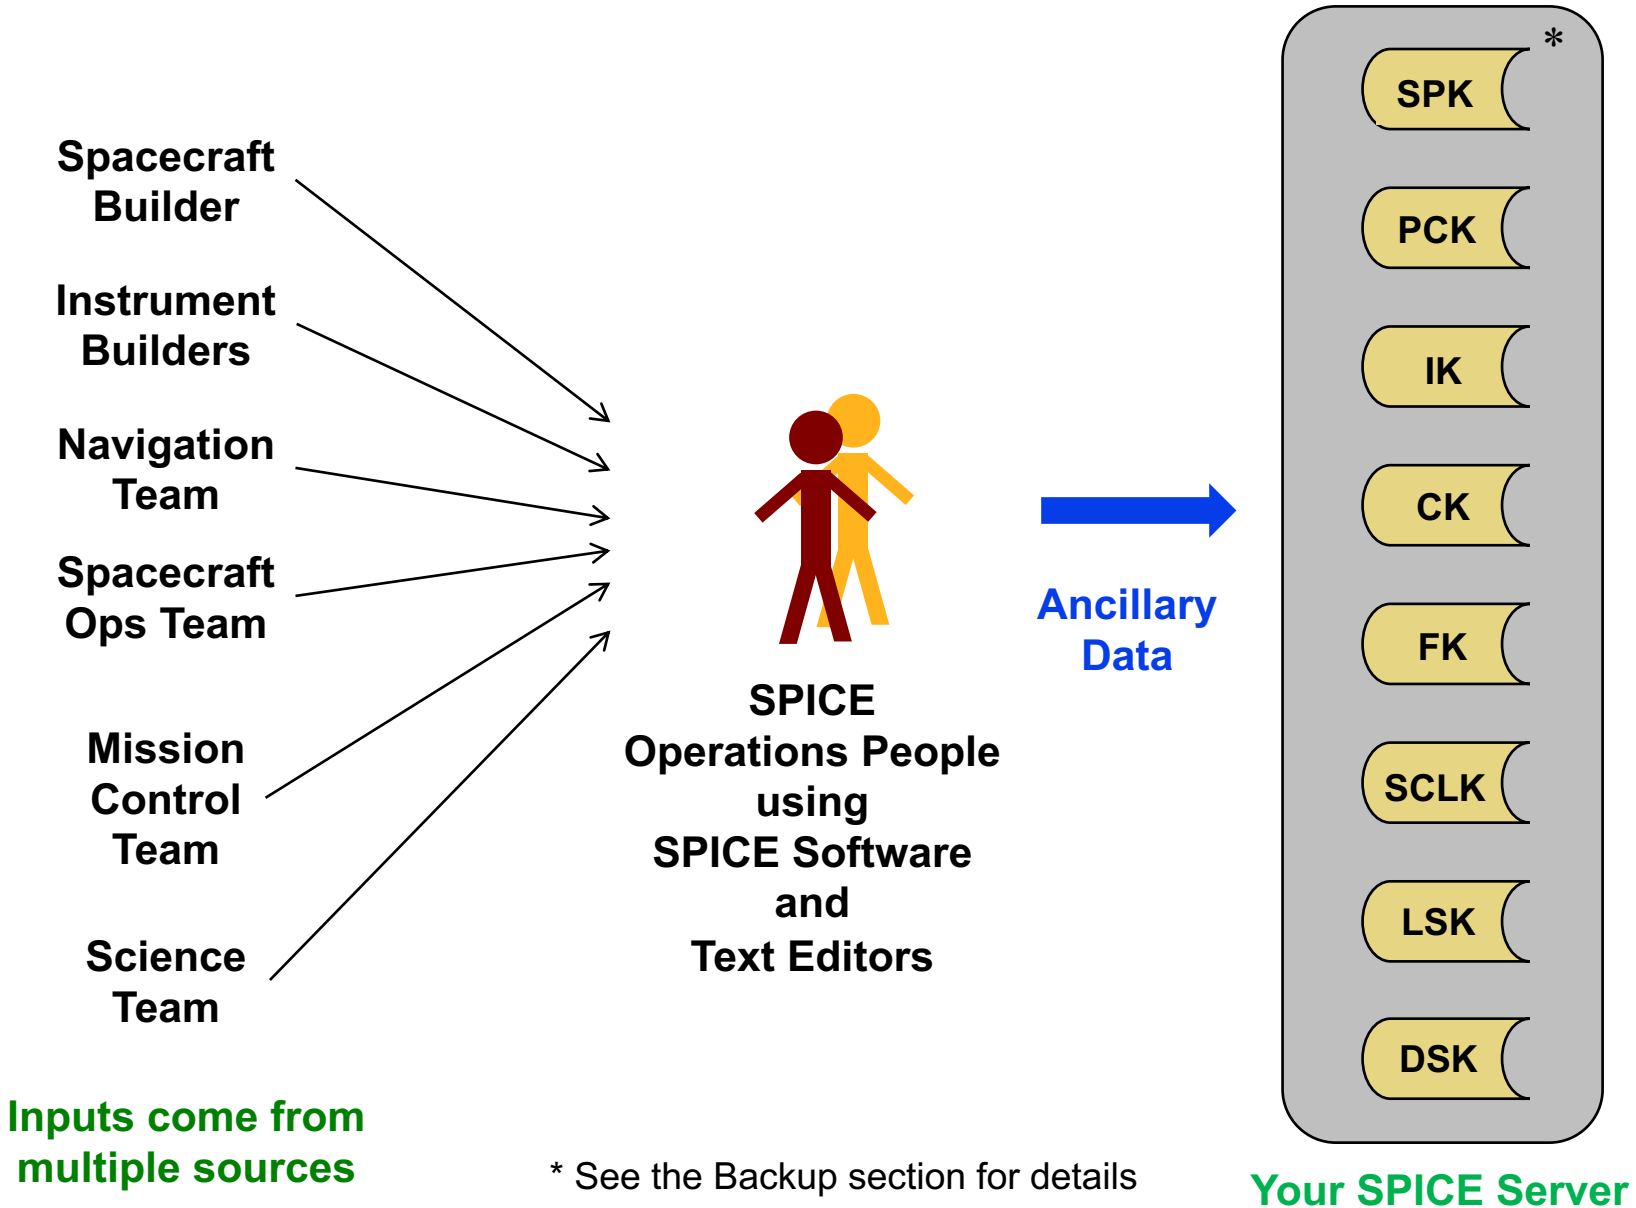 Spacecraft
Builder
Instrument
Builders
Navigation
Team
Spacecraft
Ops Team
Mission
Control
Team
Science
Team
Inputs come from
multiple sources
SPICE
Operations People
using
SPICE Software
and
Text Editors
* See the Backup section for details
Ancillary
Data
*
SPK
PCK
IK
CK
FK
SCLK
LSK
DSK
Your SPICE Server